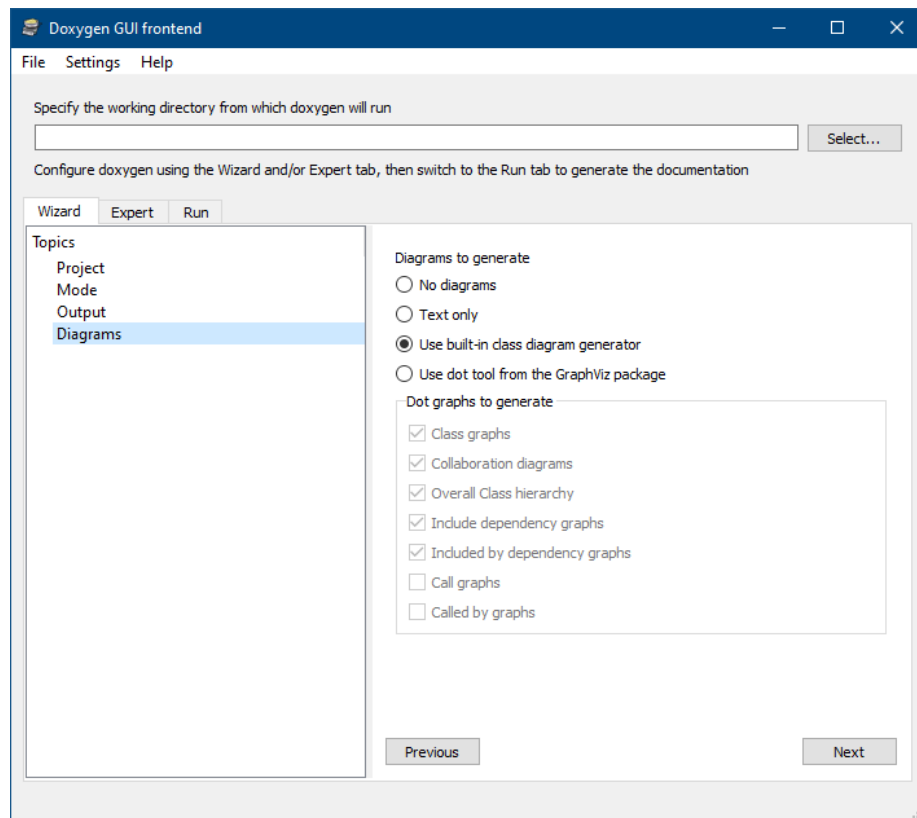 Doxygen GUI frontend
File Settings Help
Specify the working directory from which doxygen will run
Select...
Configure doxygen using the Wizard and/or Expert tab, then switch to the Run tab to generate the documentation
Wizard Expert Run
Topics
Project
Mode
Output
Diagrams
Diagrams to generate
No diagrams
Text only
Use built-in class diagram generator
Use dot tool from the GraphViz package
Dot graphs to generate
Class graphs
Collaboration diagrams
Overall Class hierarchy
Include dependency graphs
Included by dependency graphs
Call graphs
Called by graphs
Previous Next